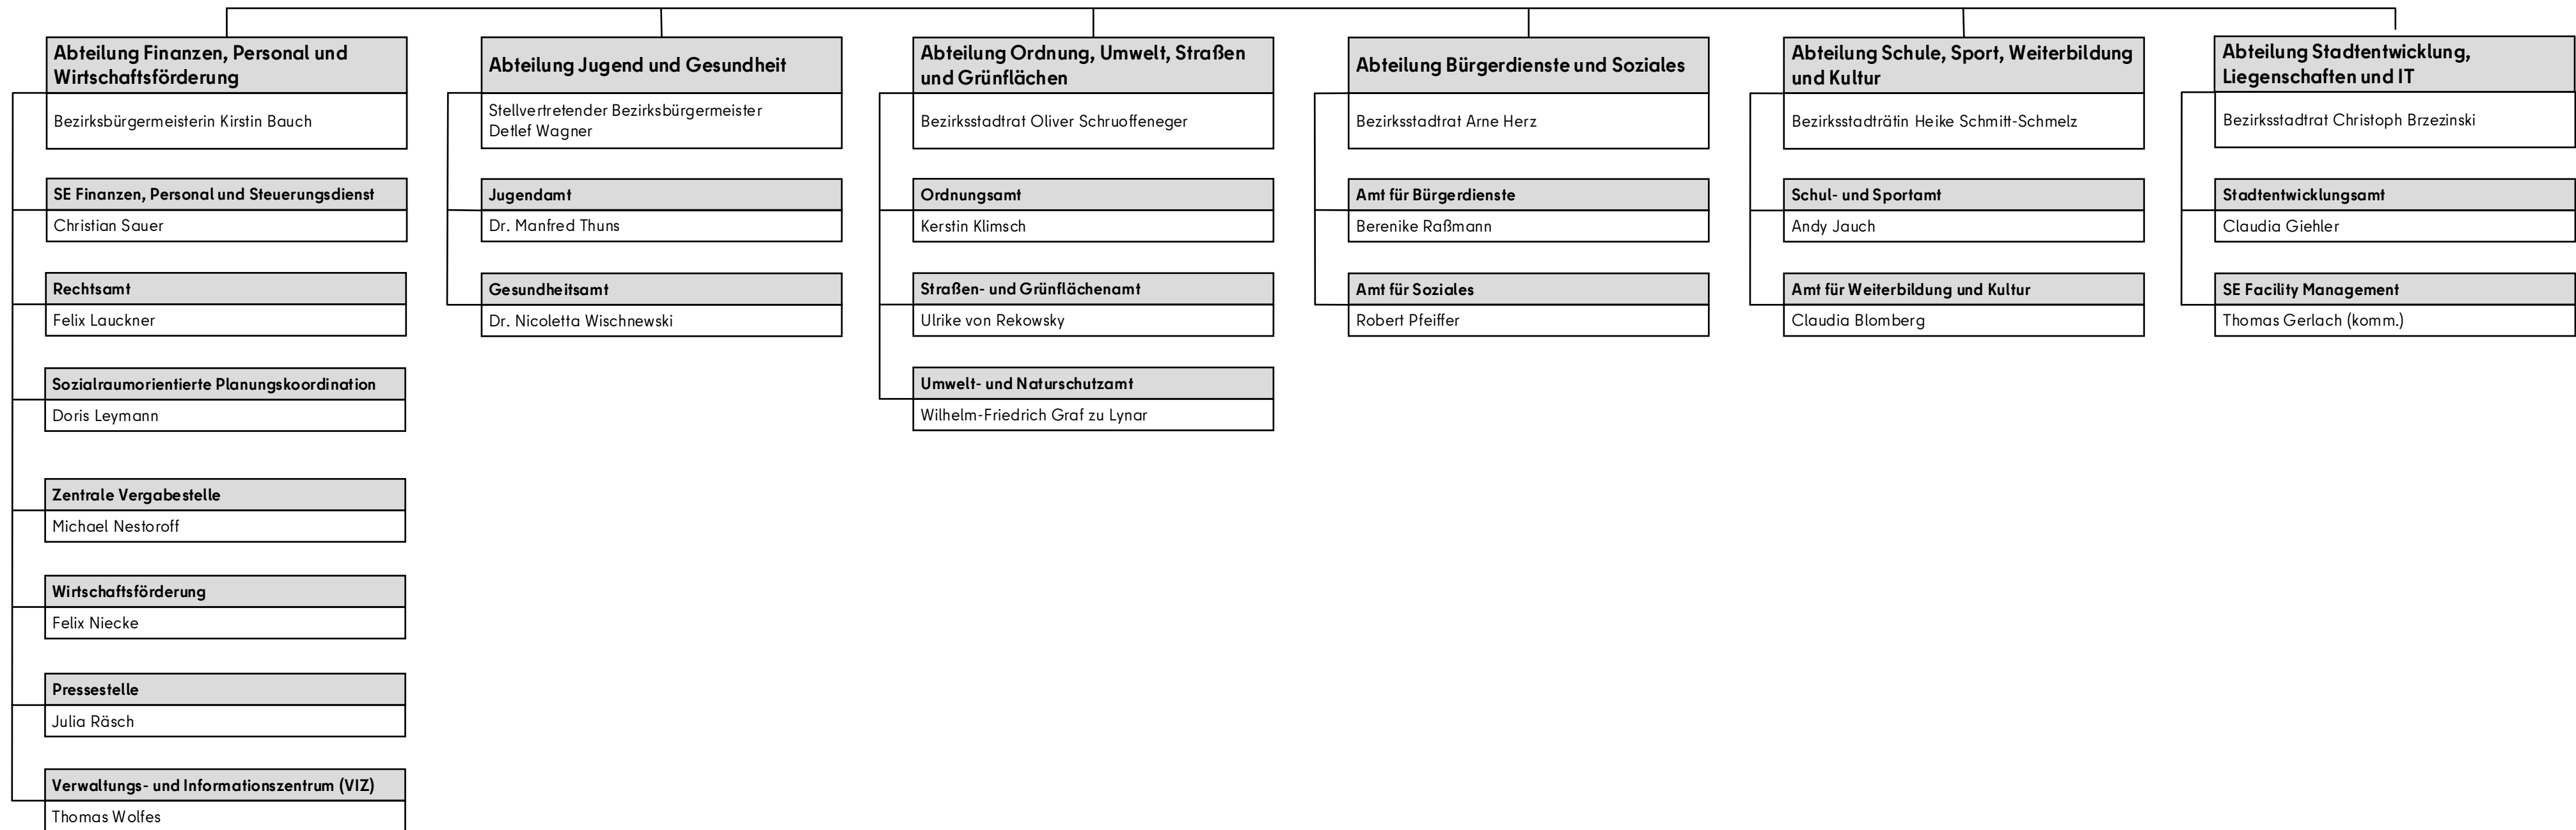 Abteilung Finanzen, Personal und
Wirtschaftsförderung
Bezirksbürgermeisterin Kirstin Bauch
SE Finanzen, Personal und Steuerungsdienst
Christian Sauer
Rechtsamt
Felix Lauckner
Sozialraumorientierte Planungskoordination
Doris Leymann
Zentrale Vergabestelle
Michael Nestoroff
Wirtschaftsförderung
Felix Niecke
Pressestelle
Julia Räsch
Verwaltungs- und Informationszentrum (VIZ)
Thomas Wolfes
Abteilung Jugend und Gesundheit
Stellvertretender Bezirksbürgermeister
Detlef Wagner
Jugendamt
Dr. Manfred Thuns
Gesundheitsamt
Dr. Nicoletta Wischnewski
Abteilung Ordnung, Umwelt, Straßen
und Grünflächen
Bezirksstadtrat Oliver Schruoffeneger
Ordnungsamt
Kerstin Klimsch
Straßen- und Grünflächenamt
Ulrike von Rekowsky
Umwelt- und Naturschutzamt
Wilhelm-Friedrich Graf zu Lynar
Abteilung Bürgerdienste und Soziales
Bezirksstadtrat Arne Herz
Amt für Bürgerdienste
Berenike Raßmann
Amt für Soziales
Robert Pfeiffer
Abteilung Schule, Sport, Weiterbildung
und Kultur
Bezirksstadträtin Heike Schmitt-Schmelz
Schul- und Sportamt
Andy Jauch
Amt für Weiterbildung und Kultur
Claudia Blomberg
Abteilung Stadtentwicklung,
Liegenschaften und IT
Bezirksstadtrat Christoph Brzezinski
Stadtentwicklungsamt
Claudia Giehler
SE Facility Management
Thomas Gerlach (komm.)